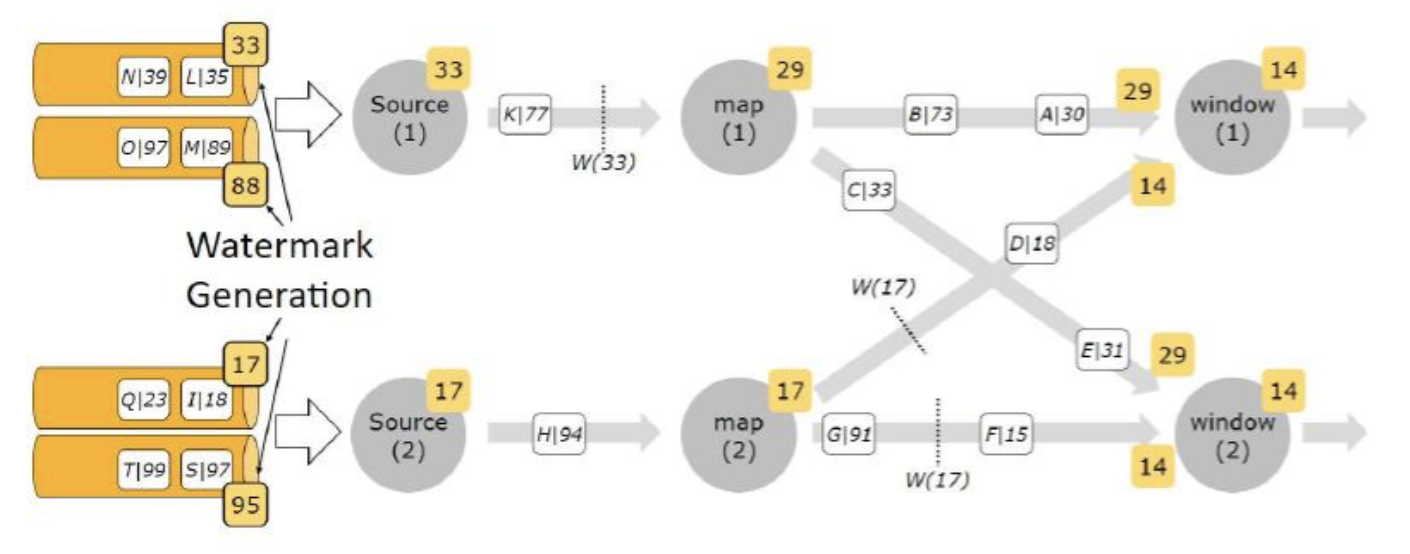 33
N|39 L|35
O|97 M|89
88
Source
(1)
33
K|77
W(33)
map
(1)
29
B|73
A|30
29
window
(1)
14
C|33
14
D|18
W(17)
E|31
29
Watermark
Generation
17
Q|23 I|18
T|99 S|97
95
Source
(2)
17
H|94
map
(2)
17
G|91
F|15
W(17)
14
window
(2)
14